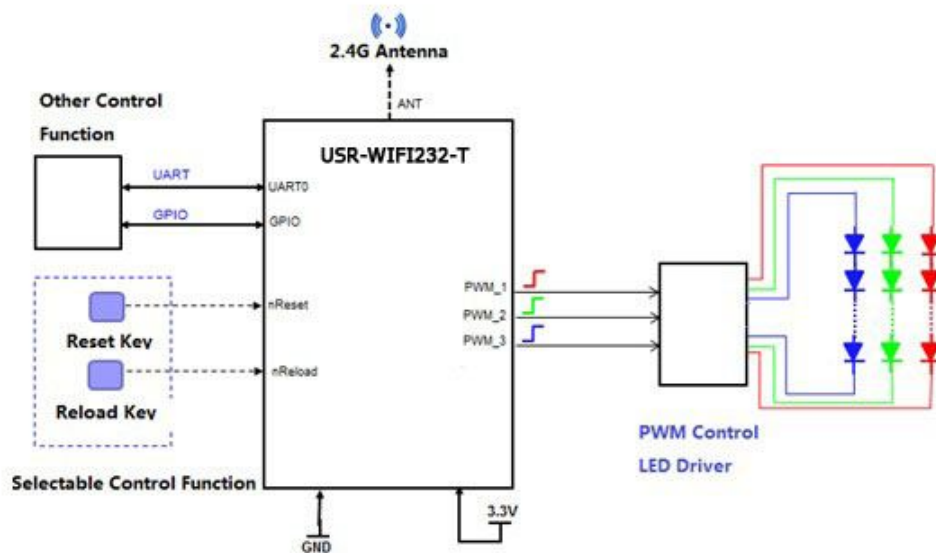 2.4G Antenna
ANT
Other Control
Function
USR-WIFI232-T
UART
UART0
GPIO
GPIO
nReset
Reset Key
nReload
Reload Key
PWM_1
PWM_2
PWM_3
PWM Control
LED Driver
Selectable Control Function
GND
3.3V